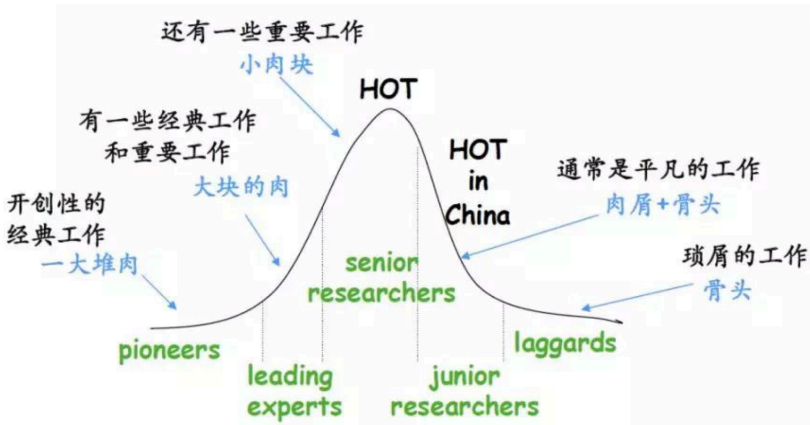 还有一些重要工作
小肉块
HOT
有一些经典工作
和重要工作
大块的肉
HOT
in
China
通常是平凡的工作
肉屑+骨头
开创性的
经典工作
一大堆肉
琐屑的工作
骨头
senior
researchers
pioneers
laggards
leading
experts
junior
researchers